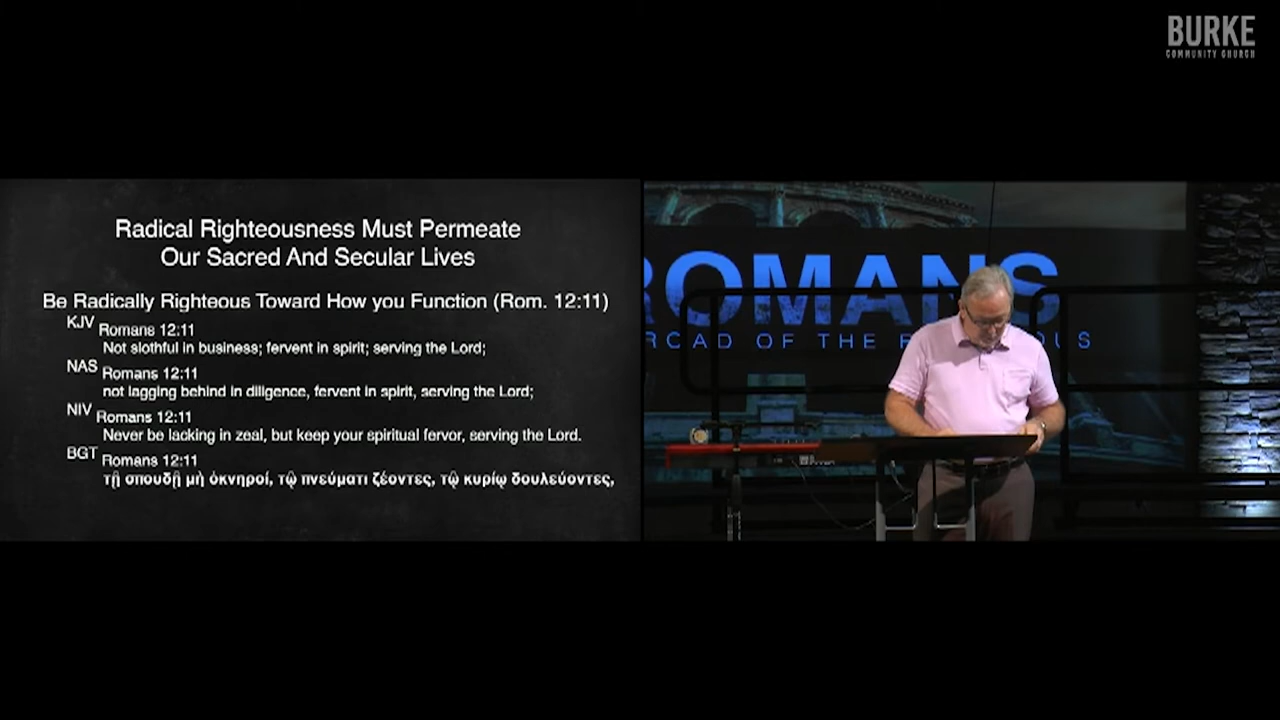 BURKE
COMMUNITY CHURCH
Radical Righteousness Must Permeate
Our Sacred And Secular Lives
Be Radically Righteous Toward How you Function (Rom. 12:11)
KJV Romans 12:11
Not slothful in business; fervent in spirit; serving the Lord;
NAS Romans 12:11
not lagging behind in diligence, fervent in spirit, serving the Lord;
NIV Romans 12:11
Never be lacking in zeal, but keep your spiritual fervor, serving the Lord.
BGT Romans 12:11
τῇ σπουδῇ μὴ ὀκνηροί, τῷ πνεύματι ζέοντες, τῷ κυρίῳ δουλεύοντες,
ROMANS
ROAD OF THE